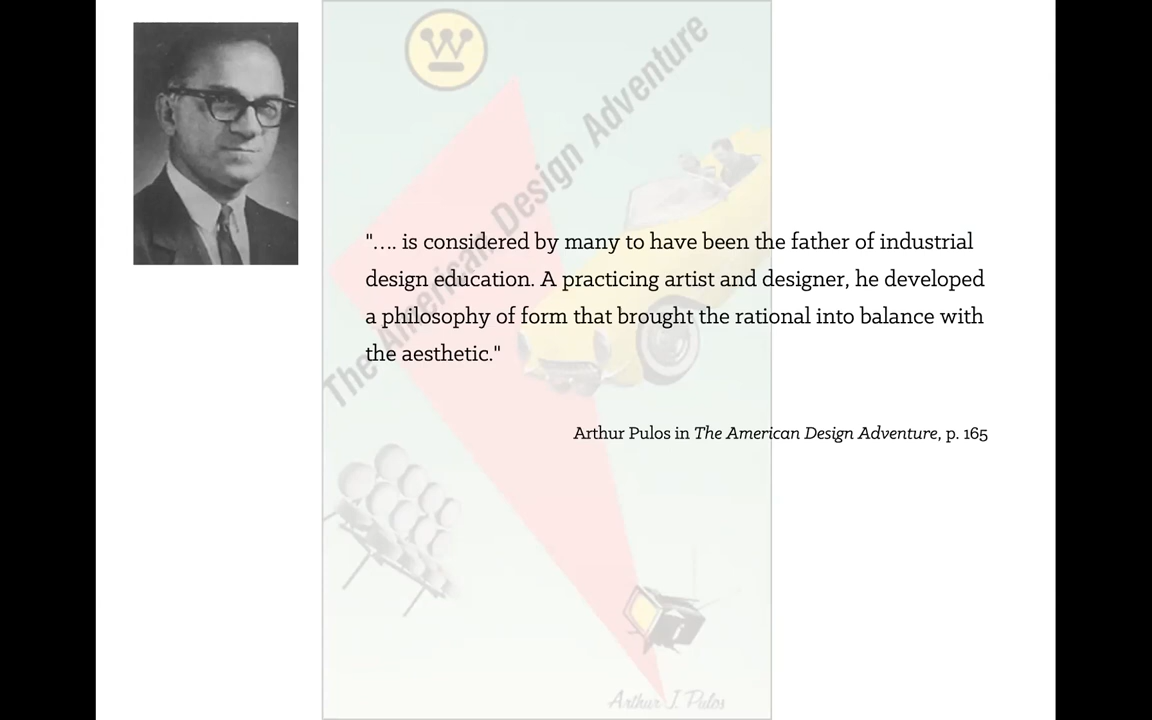 The American Design Adventure
"…. is considered by many to have been the father of industrial
design education. A practicing artist and designer, he developed
a philosophy of form that brought the rational into balance with
the aesthetic."
Arthur Pulos in The American Design Adventure, p. 165
Arthur J. Pulos